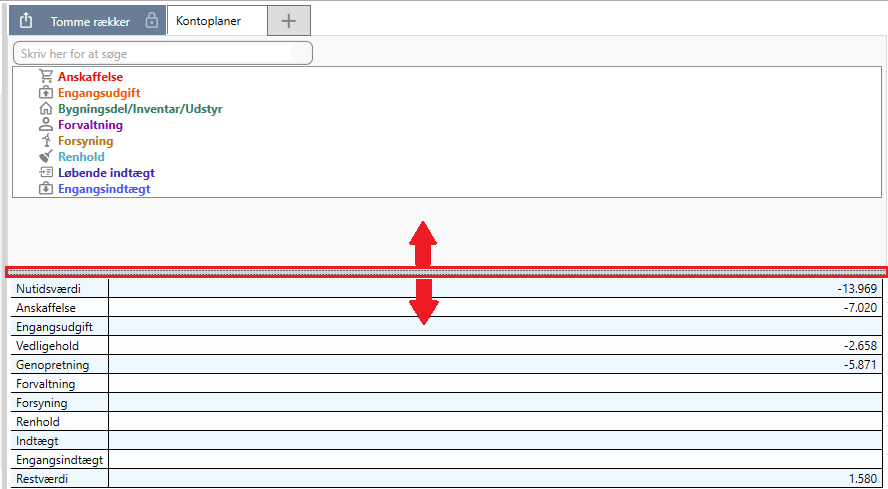 Tomme rækker Kontoplaner +
Skriv her for at søge
Anskaffelse
Engangsudgift
Bygningsdel/Inventar/Udstyr
Forvaltning
Forsyning
Renhold
Løbende indtægt
Engangsindtægt
Nutidsværdi -13.969
Anskaffelse -7.020
Engangsudgift
Vedligehold -2.658
Genopretning -5.871
Forvaltning
Forsyning
Renhold
Indtægt
Engangsindtægt
Restværdi 1.580